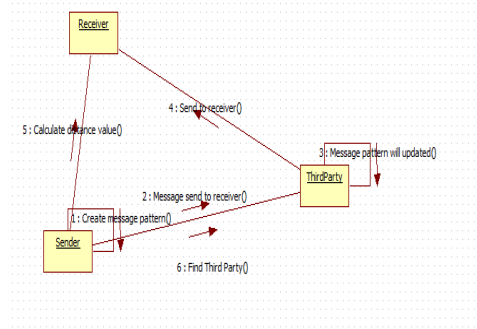 Receiver
4 : Send to receiver()
5 : Calculate distance value()
3 : Message pattern will updated()
ThirdParty
2 : Message send to receiver()
1 : Create message pattern()
Sender
6 : Find Third Party()